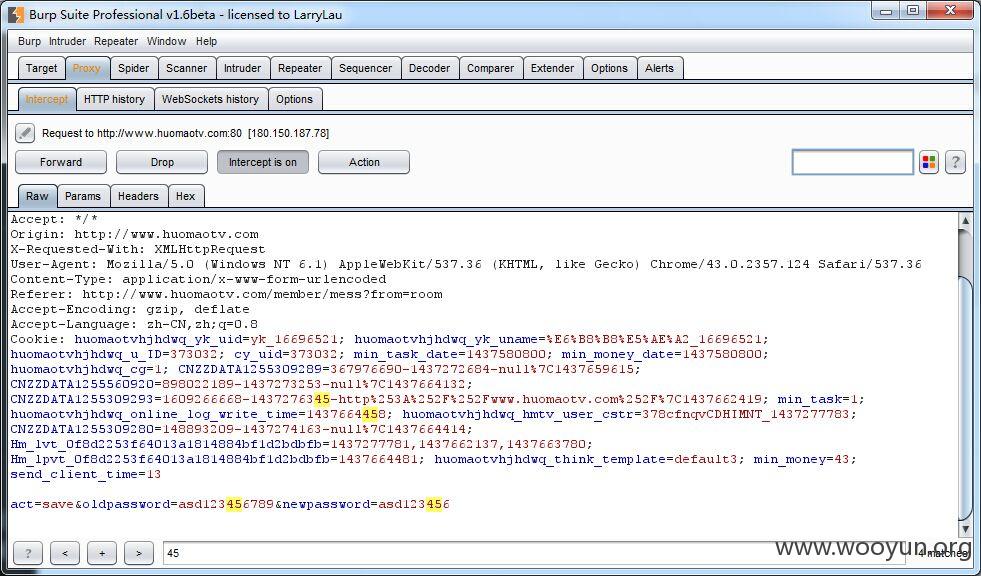 Burp Suite Professional v1.6beta - licensed to LarryLau
Burp Intruder Repeater Window Help
Target Proxy Spider Scanner Intruder Repeater Sequencer Decoder Comparer Extender Options Alerts
Intercept HTTP history WebSockets history Options
Request to http://www.huomaotv.com:80 [180.150.187.78]
Forward Drop Intercept is on Action ?
Raw Params Headers Hex
Accept: */*
Origin: http://www.huomaotv.com
X-Requested-With: XMLHttpRequest
User-Agent: Mozilla/5.0 (Windows NT 6.1) AppleWebKit/537.36 (KHTML, like Gecko) Chrome/43.0.2357.124 Safari/537.36
Content-Type: application/x-www-form-urlencoded
Referer: http://www.huomaotv.com/member/mess?from=room
Accept-Encoding: gzip, deflate
Accept-Language: zh-CN,zh;q=0.8
Cookie: huomaotvhjhdwq_yk_uid=yk_16696521; huomaotvhjhdwq_yk_uname=%E6%B8%B8%E5%AE%A2_16696521;
huomaotvhjhdwq_u_ID=373032; cy_uid=373032; min_task_date=1437580800; min_money_date=1437580800;
huomaotvhjhdwq_cg=1; CNZZDATA1255309289=367976690-1437272684-null%7C1437659615;
CNZZDATA1255560920=898022189-1437273253-null%7C1437664132;
CNZZDATA1255309293=1609266668-1437276345-http%253A%252F%252Fwww.huomaotv.com%252F%7C1437662419; min_task=1;
huomaotvhjhdwq_online_log_write_time=1437664458; huomaotvhjhdwq_hmtv_user_cstr=378cfnqvCDHIMNT_1437277783;
CNZZDATA1255309280=148893209-1437274163-null%7C1437664414;
Hm_lvt_0f8d2253f64013a1814884bf1d2bdbfb=1437277781,1437662137,1437663780;
Hm_lpvt_0f8d2253f64013a1814884bf1d2bdbfb=1437664481; huomaotvhjhdwq_think_template=default3; min_money=43;
send_client_time=13
act=save&oldpassword=asd123456789&newpassword=asd123456
? < + > 45 4 matches
www.wooyun.org